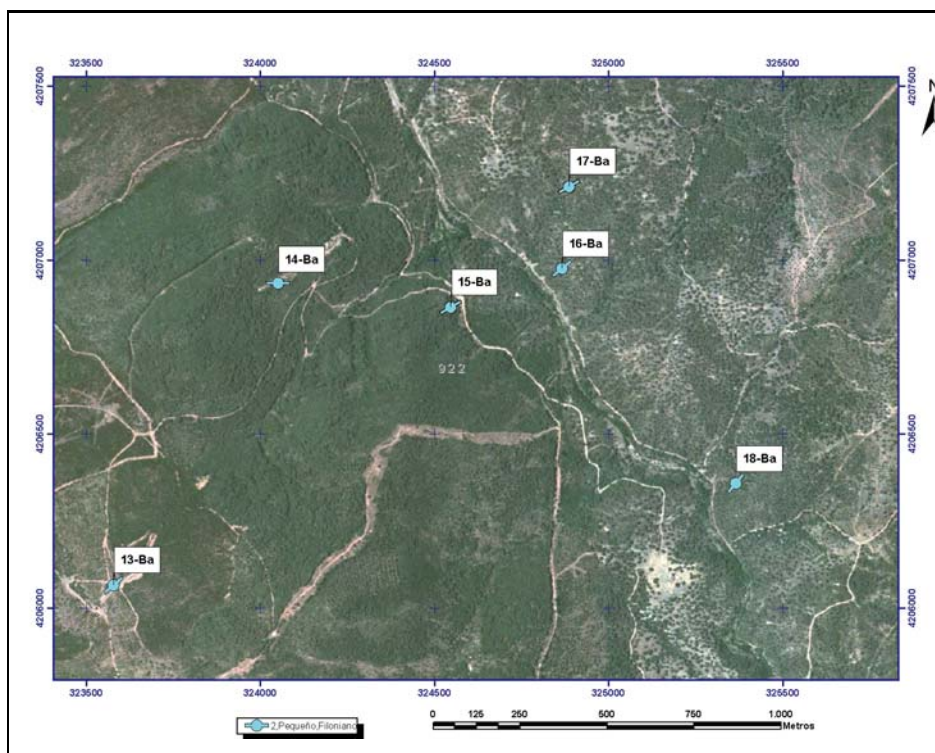 323500 324000 324500 325000 325500
4207500 4207500
N
17-Ba
4207000 4207000
16-Ba
14-Ba
15-Ba
922
4206500 4206500
18-Ba
13-Ba
4206000 4206000
323500 324000 324500 325000 325500
2,Pequeño,Filoniano
0 125 250 500 750 1.000
Metros